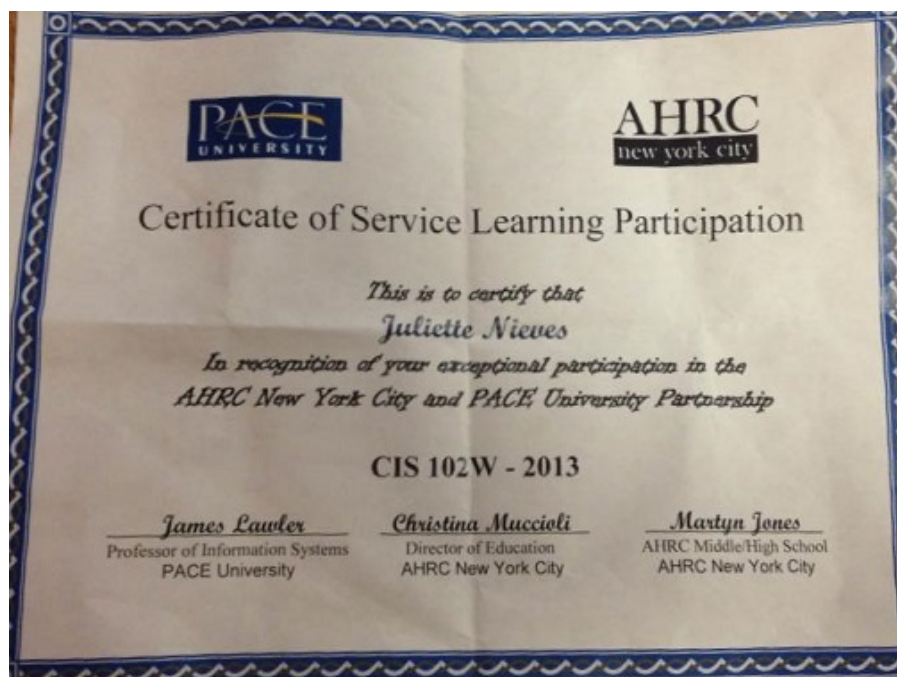 PACE
UNIVERSITY
AHRC
new york city
Certificate of Service Learning Participation
This is to certify that
Juliette Nieves
In recognition of your exceptional participation in the
AHRC New York City and PACE University Partnership
CIS 102W - 2013
James Lawler
Professor of Information Systems
PACE University
Christina Muccioli
Director of Education
AHRC New York City
Martyn Jones
AHRC Middle/High School
AHRC New York City